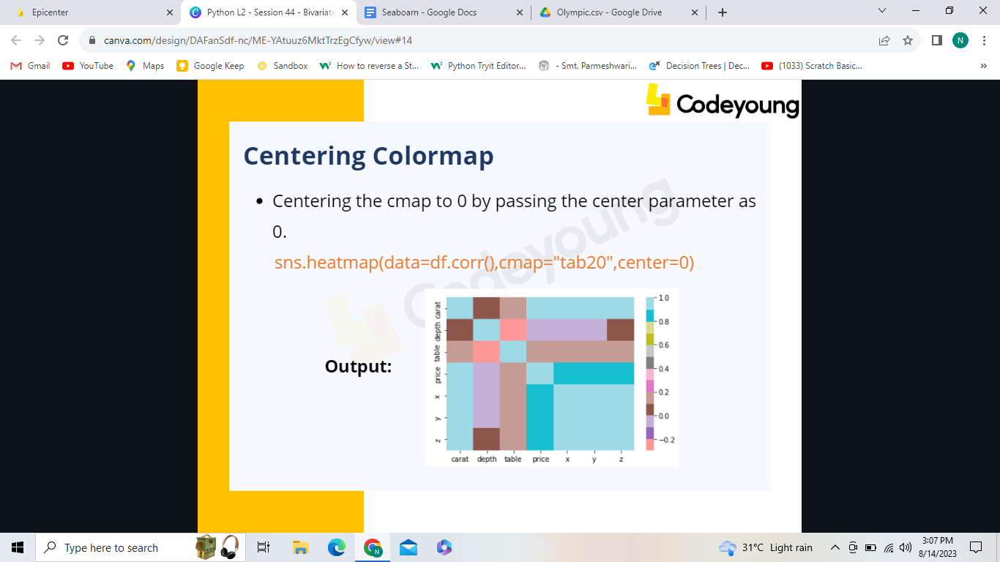 Epicenter
Python L2 - Session 44 - Bivariate
Seaboarn - Google Docs
Olympic.csv - Google Drive
canva.com/design/DAFanSdf-nc/ME-YAtuuz6MktTrzEgCfyw/view#14
N
Gmail
YouTube
Maps
Google Keep
Sandbox
How to reverse a St...
Python Tryit Editor...
- Smt. Parmeshwari...
Decision Trees | Dec...
(1033) Scratch Basic...
»
Codeyoung
Centering Colormap
• Centering the cmap to 0 by passing the center parameter as
0.
sns.heatmap(data=df.corr(),cmap="tab20",center=0)
Codeyoung
Output:
carat
depth
table
price
x
y
z
carat depth table price x y z
1.0
0.8
0.6
0.4
0.2
0.0
−0.2
Type here to search
N
31°C Light rain
3:07 PM
8/14/2023